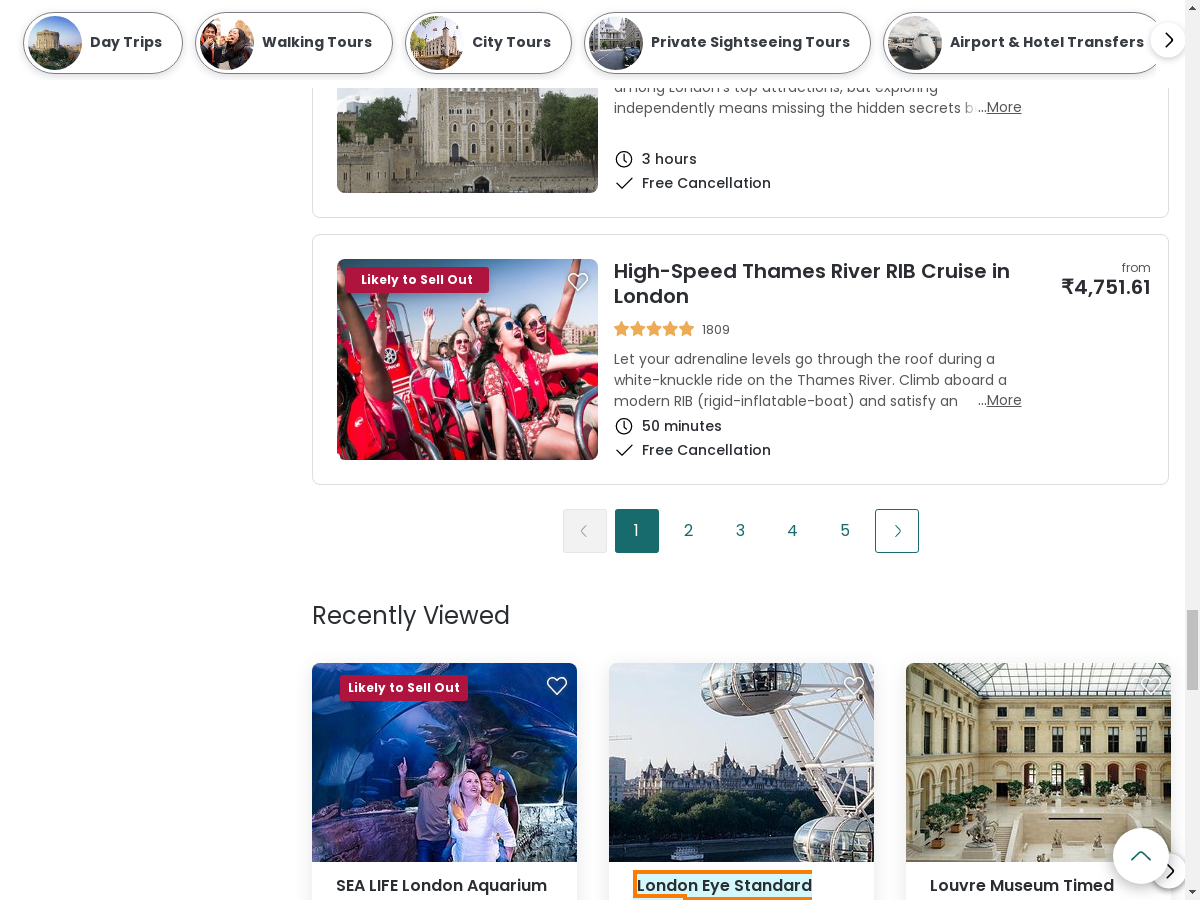 Day Trips
Walking Tours
City Tours
Private Sightseeing Tours
Airport & Hotel Transfers
among London's top attractions, but exploring
independently means missing the hidden secrets b ...More
3 hours
Free Cancellation
Likely to Sell Out
High-Speed Thames River RIB Cruise in
London
from
₹4,751.61
1809
Let your adrenaline levels go through the roof during a
white-knuckle ride on the Thames River. Climb aboard a
modern RIB (rigid-inflatable-boat) and satisfy an ...More
50 minutes
Free Cancellation
1 2 3 4 5
Recently Viewed
Likely to Sell Out
SEA LIFE London Aquarium
London Eye Standard
Louvre Museum Timed